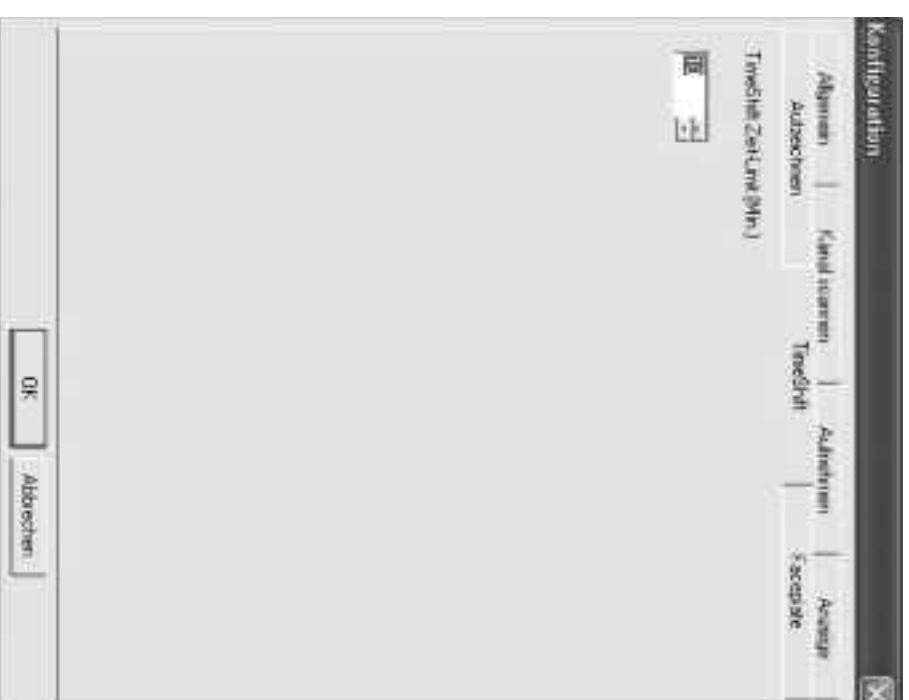 Konfiguration
Allgemein Kanal scannen Aufnehmen Anzeige
Aufzeichnen TimeShift Faceplate
TimeShift Zeit-Limit (Min.)
OK Abbrechen